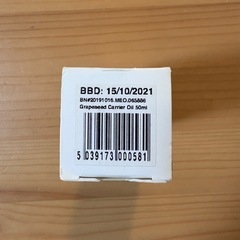 BBD: 15/10/2021
BN#20191016.MEO.065886
Grapeseed Carrier Oil 50ml
5 039173 000581